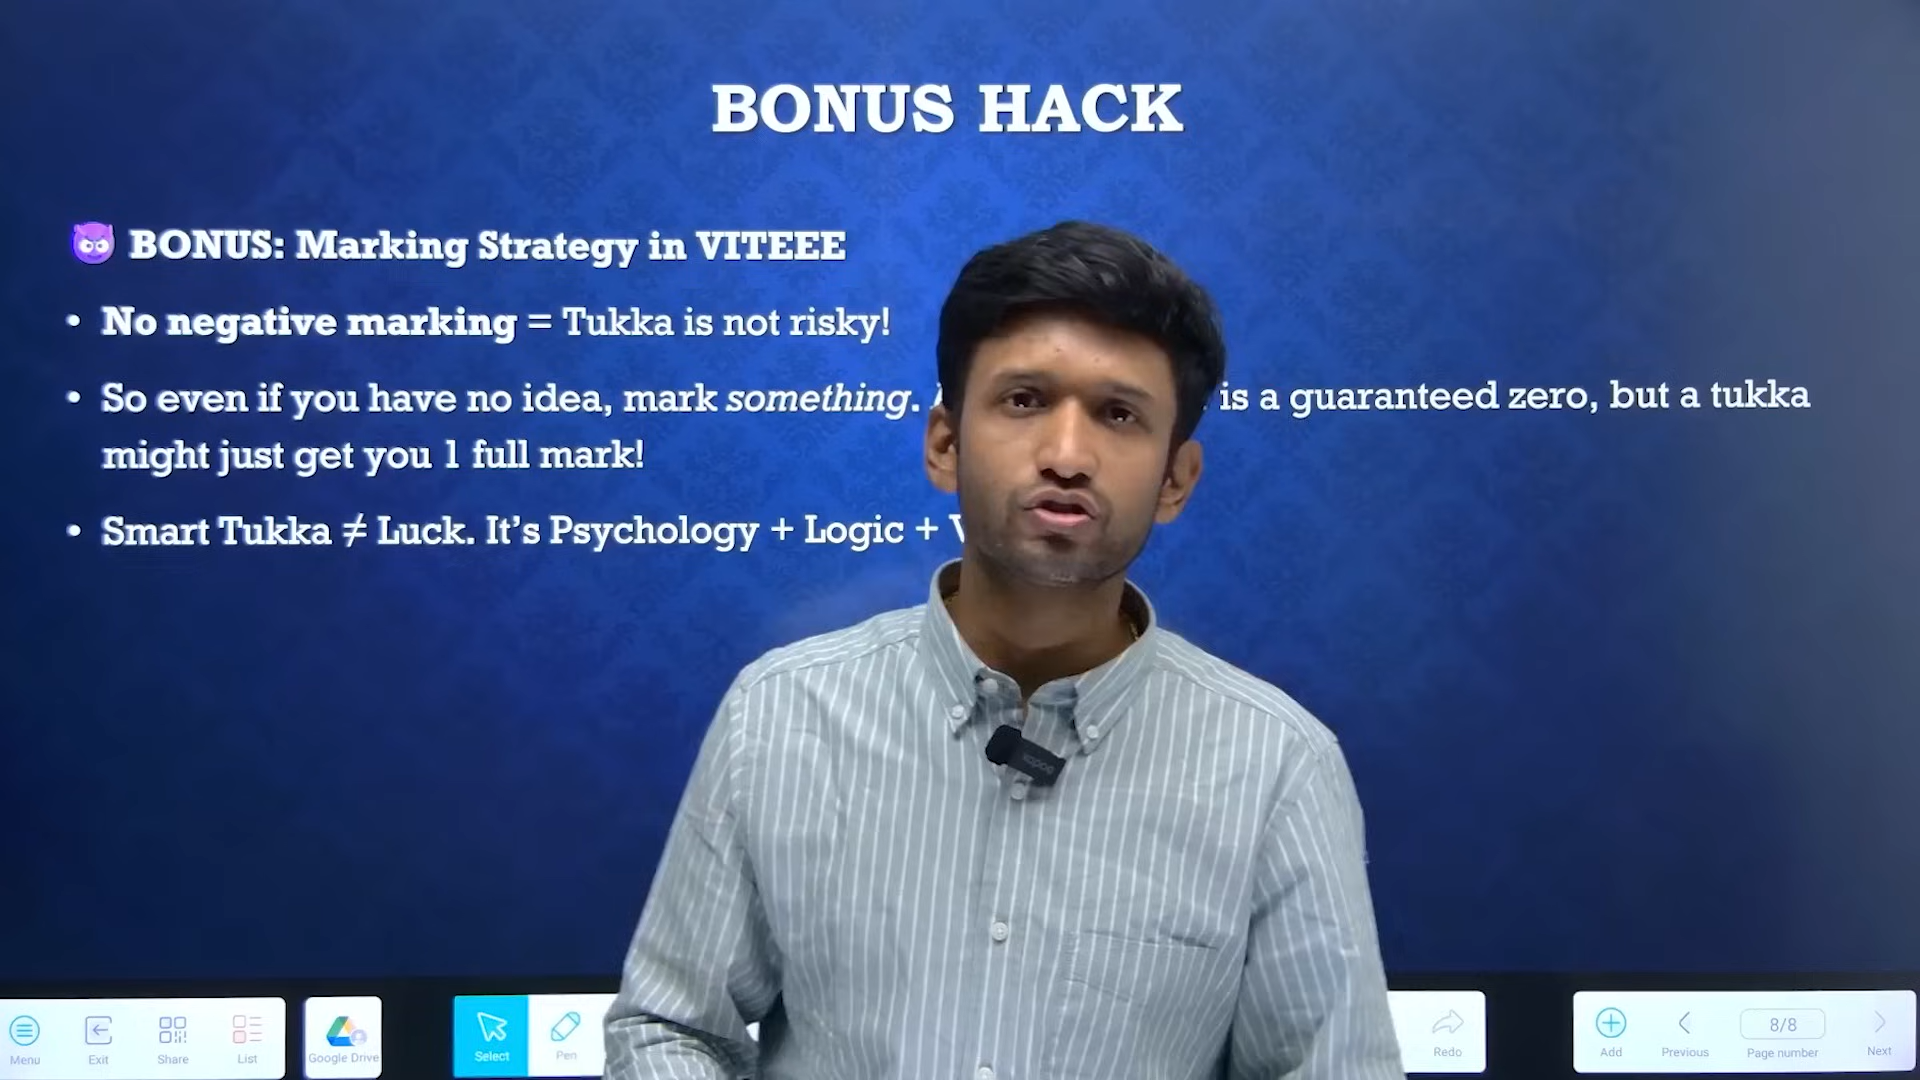 BONUS HACK
BONUS: Marking Strategy in VITEEE
• No negative marking = Tukka is not risky!
• So even if you have no idea, mark something. is a guaranteed zero, but a tukka
might just get you 1 full mark!
• Smart Tukka ≠ Luck. It's Psychology + Logic +
Menu
Exit
Share
List
Google Drive
Select
Pen
Redo
Add
Previous
8/8
Page number
Next